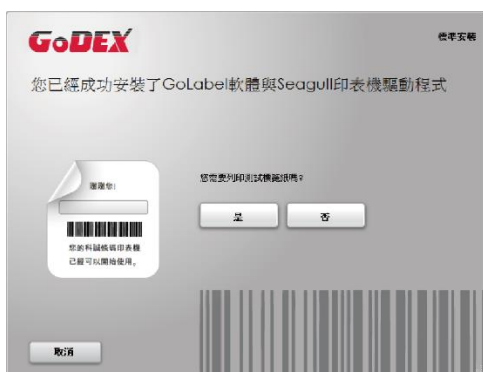 GoDEX
標準安裝
您已經成功安裝了GoLabel軟體與Seagull印表機驅動程式
謝謝您!
您的科誠條碼印表機
已經可以開始使用。
您需要列印測試標籤紙嗎?
是
否
取消